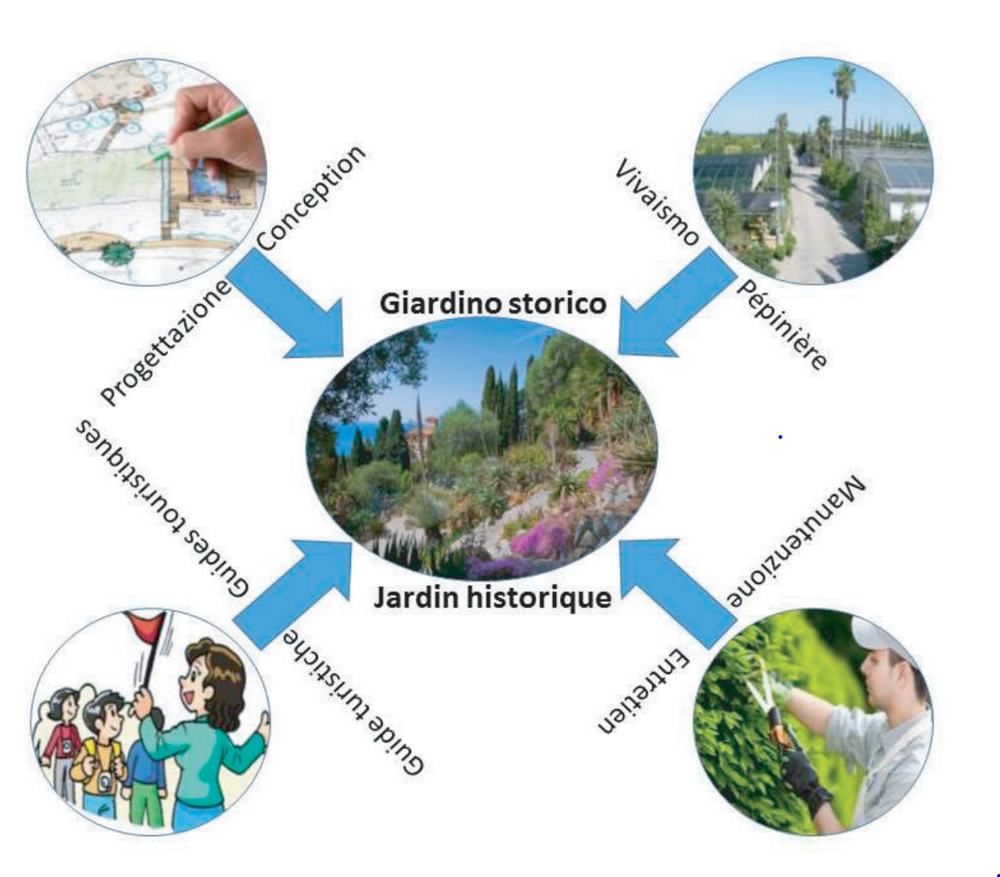 Conception
Vivaismo
Progettazione
Giardino storico
Pépinière
Guides touristiques
Manutenzione
Jardin historique
Guide turistiche
Entretien